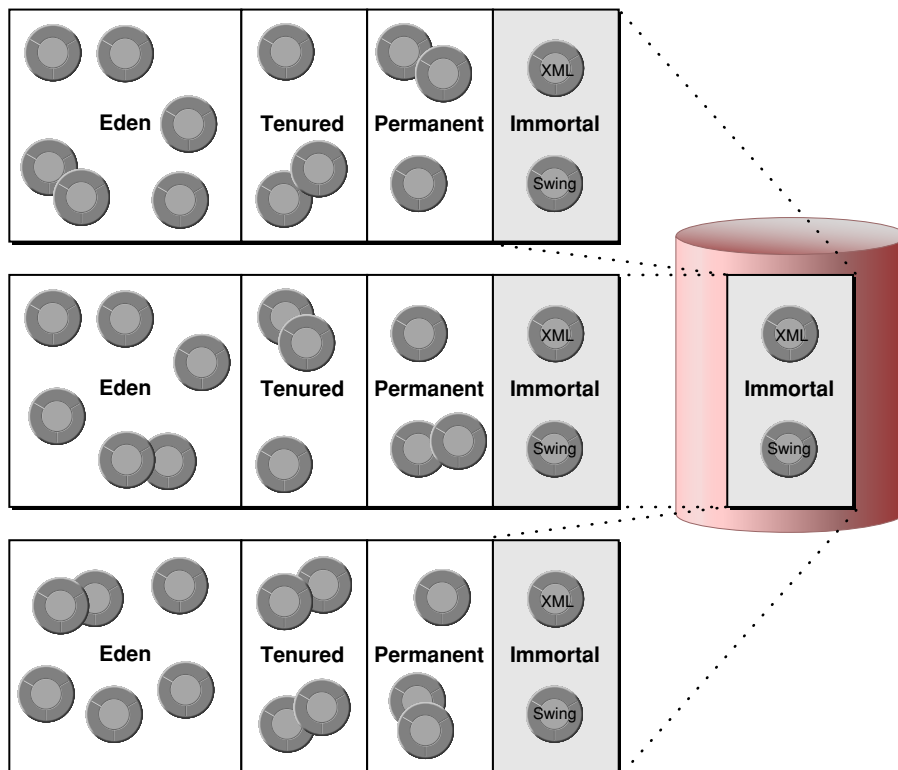 XML
Eden Tenured Permanent Immortal
Swing
XML
XML
Eden Tenured Permanent Immortal
Immortal
Swing
Swing
XML
Eden Tenured Permanent Immortal
Swing